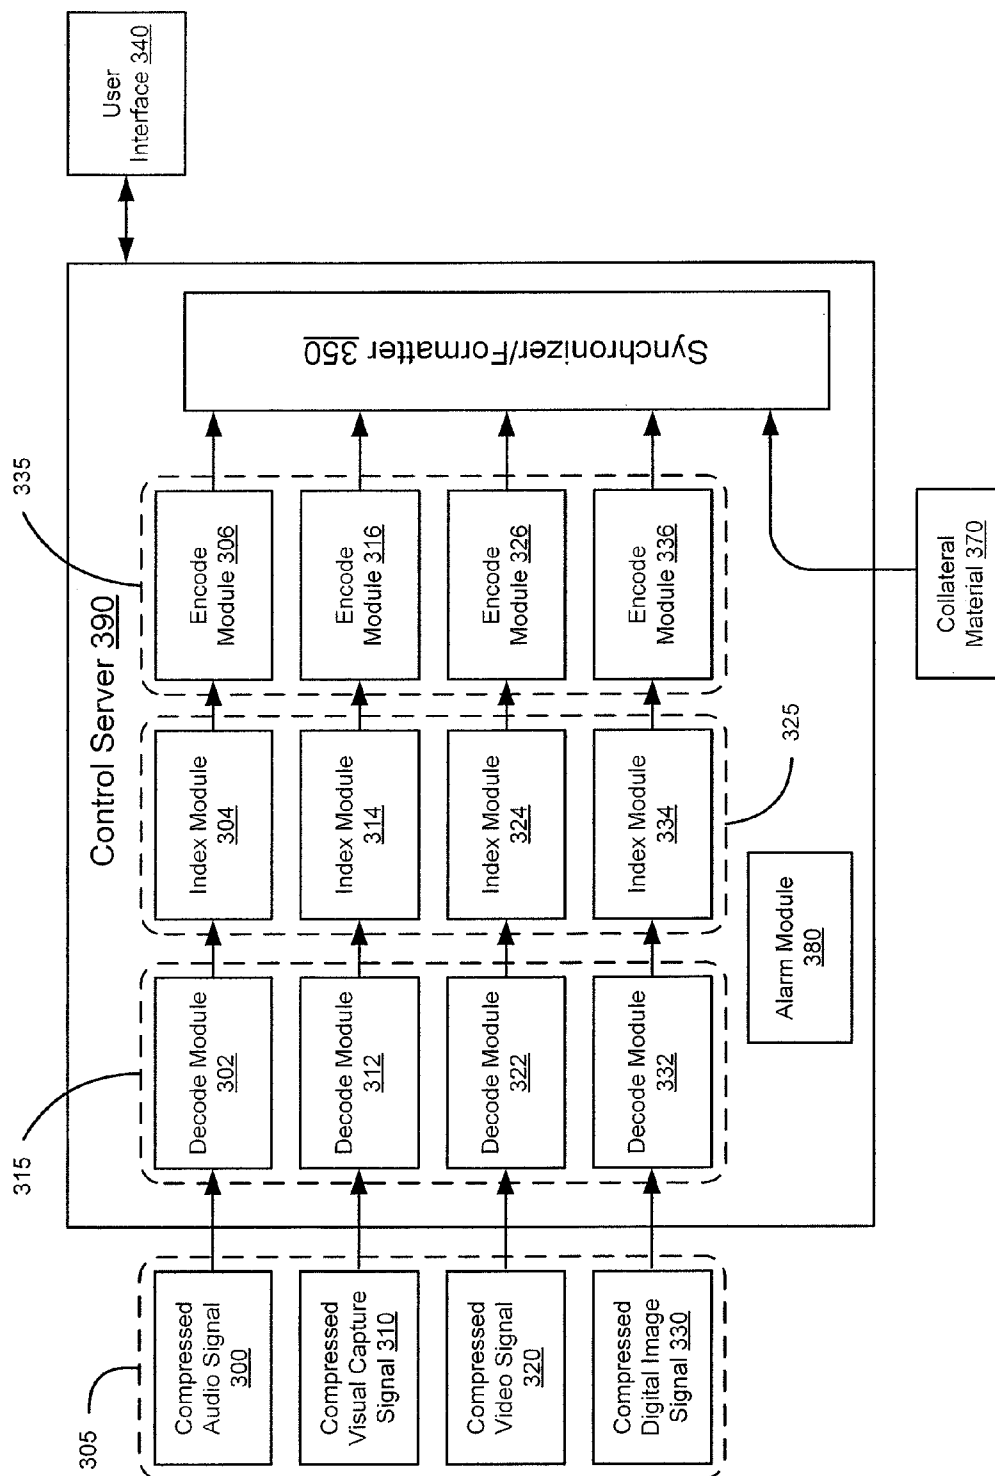 305
Compressed
Audio Signal
300
Compressed
Visual Capture
Signal 310
Compressed
Video Signal
320
Compressed
Digital Image
Signal 330
Control Server 390
315
Decode Module
302
Decode Module
312
Decode Module
322
Decode Module
332
325
Index Module
304
Index Module
314
Index Module
324
Index Module
334
335
Encode
Module 306
Encode
Module 316
Encode
Module 326
Encode
Module 336
Synchronizer/Formatter 350
Alarm Module
380
User
Interface 340
Collateral
Material 370